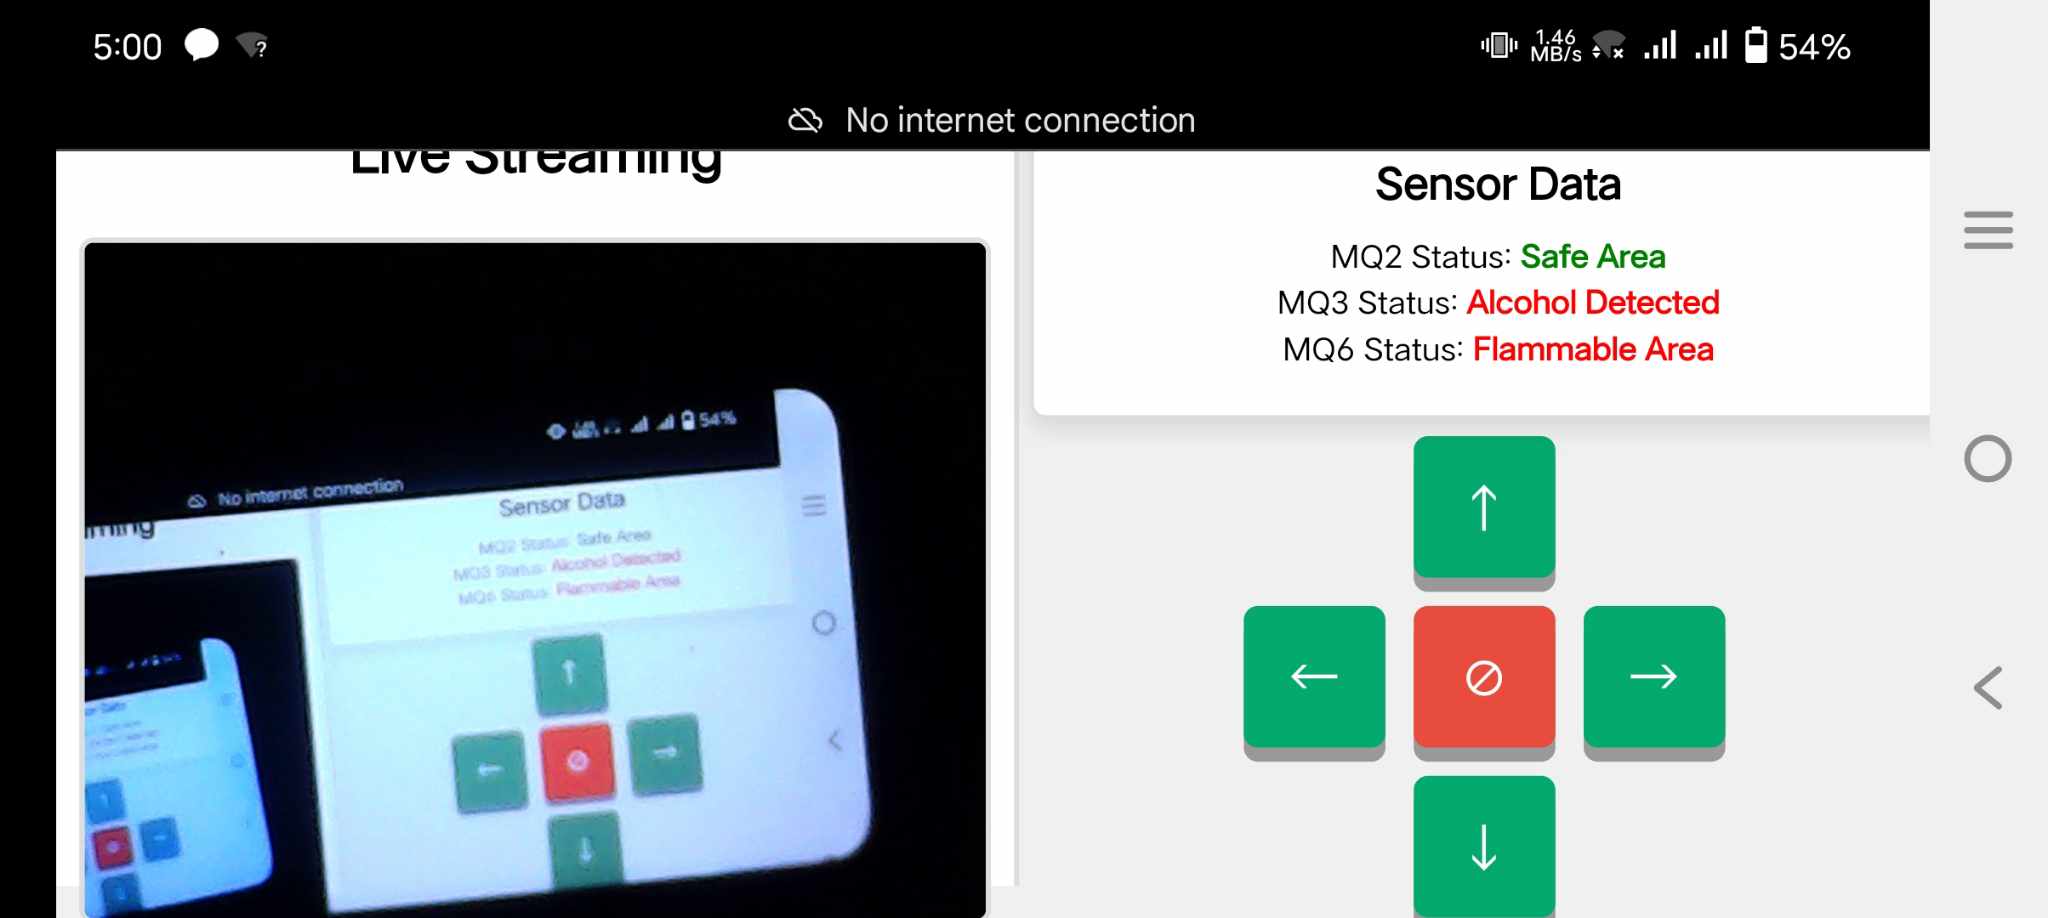 5:00
1.46
MB/s
54%
No internet connection
Live Streaming
Sensor Data
MQ2 Status: Safe Area
MQ3 Status: Alcohol Detected
MQ6 Status: Flammable Area
54%
No internet connection
ming
Sensor Data
MQ2 Status: Safe Area
MQ3 Status: Alcohol Detected
MQ6 Status: Flammable Area